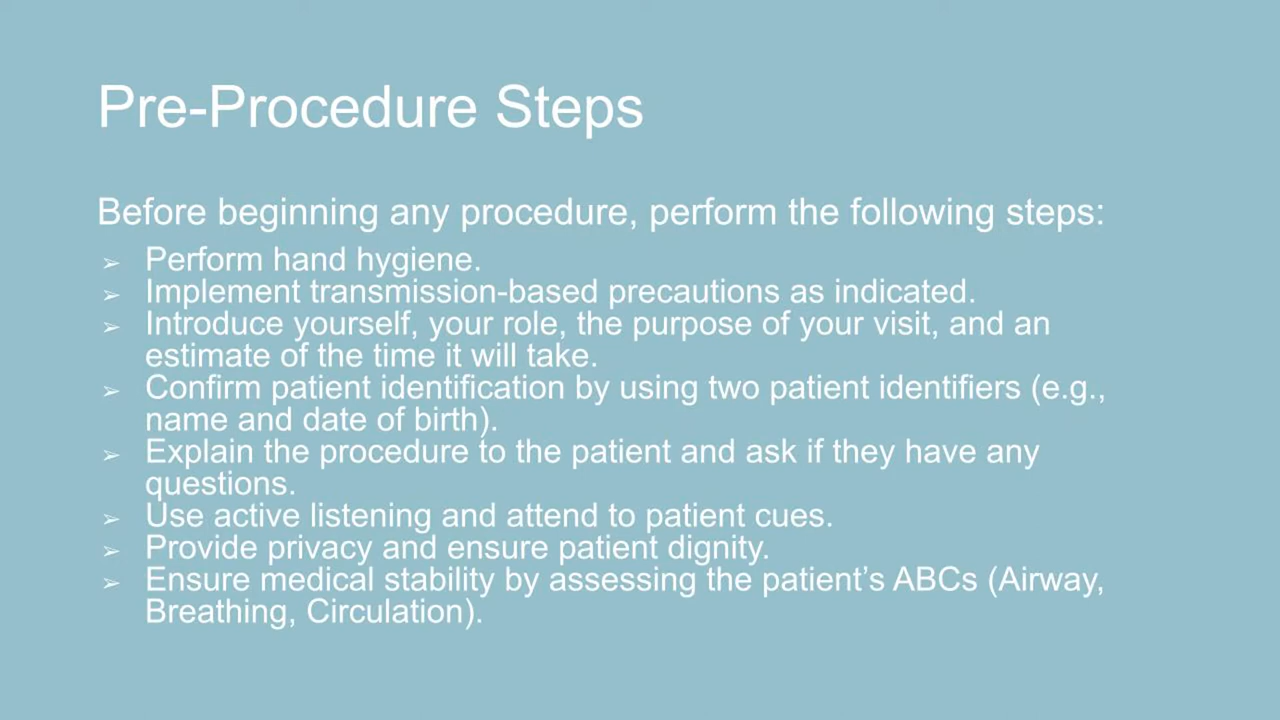 Pre-Procedure Steps
Before beginning any procedure, perform the following steps:
➢ Perform hand hygiene.
➢ Implement transmission-based precautions as indicated.
➢ Introduce yourself, your role, the purpose of your visit, and an
estimate of the time it will take.
➢ Confirm patient identification by using two patient identifiers (e.g.,
name and date of birth).
➢ Explain the procedure to the patient and ask if they have any
questions.
➢ Use active listening and attend to patient cues.
➢ Provide privacy and ensure patient dignity.
➢ Ensure medical stability by assessing the patient’s ABCs (Airway,
Breathing, Circulation).